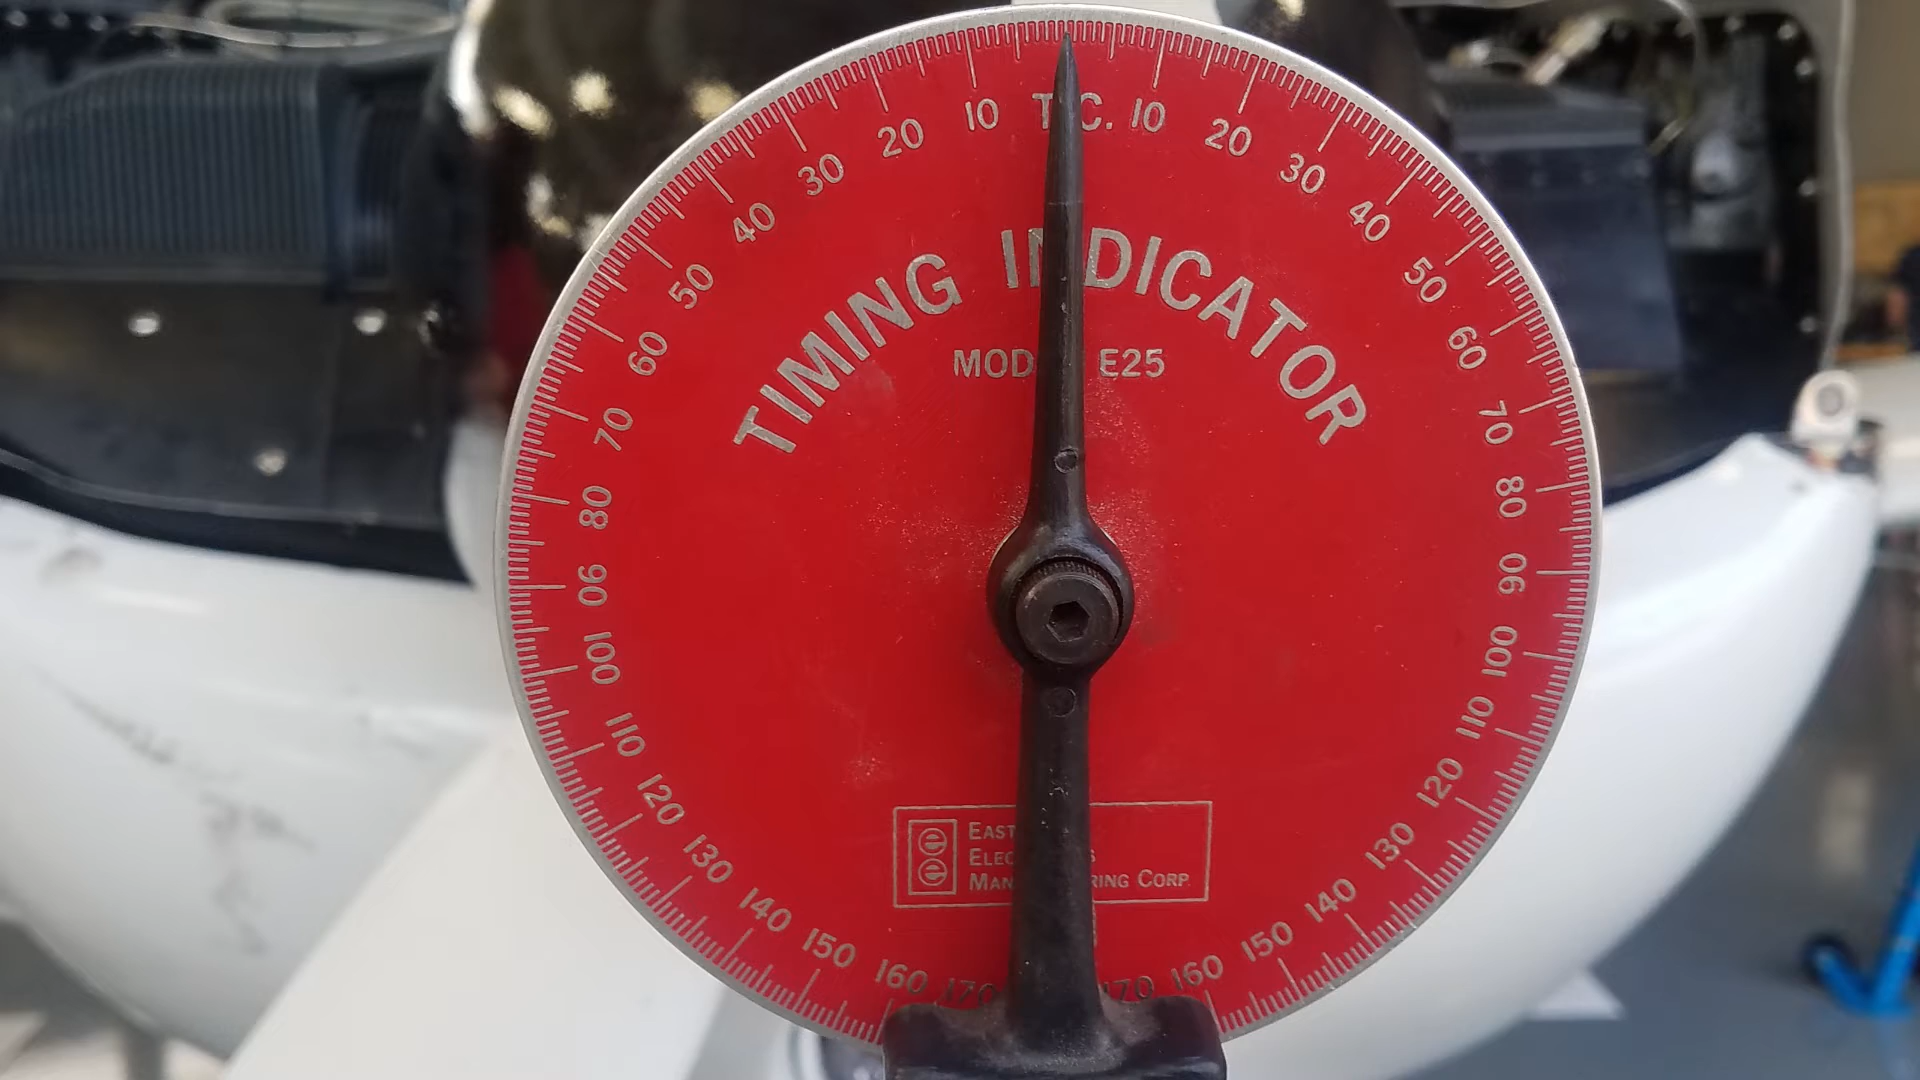 10 T.C. 10
20 20
30 30
40 40
50 50
60 60
70 70
80 80
90 90
100 100
110 110
120 120
130 130
140 140
150 150
160 170 170 160
TIMING INDICATOR
MOD E25
EAST
ELEC S
MAN RING CORP.
ee